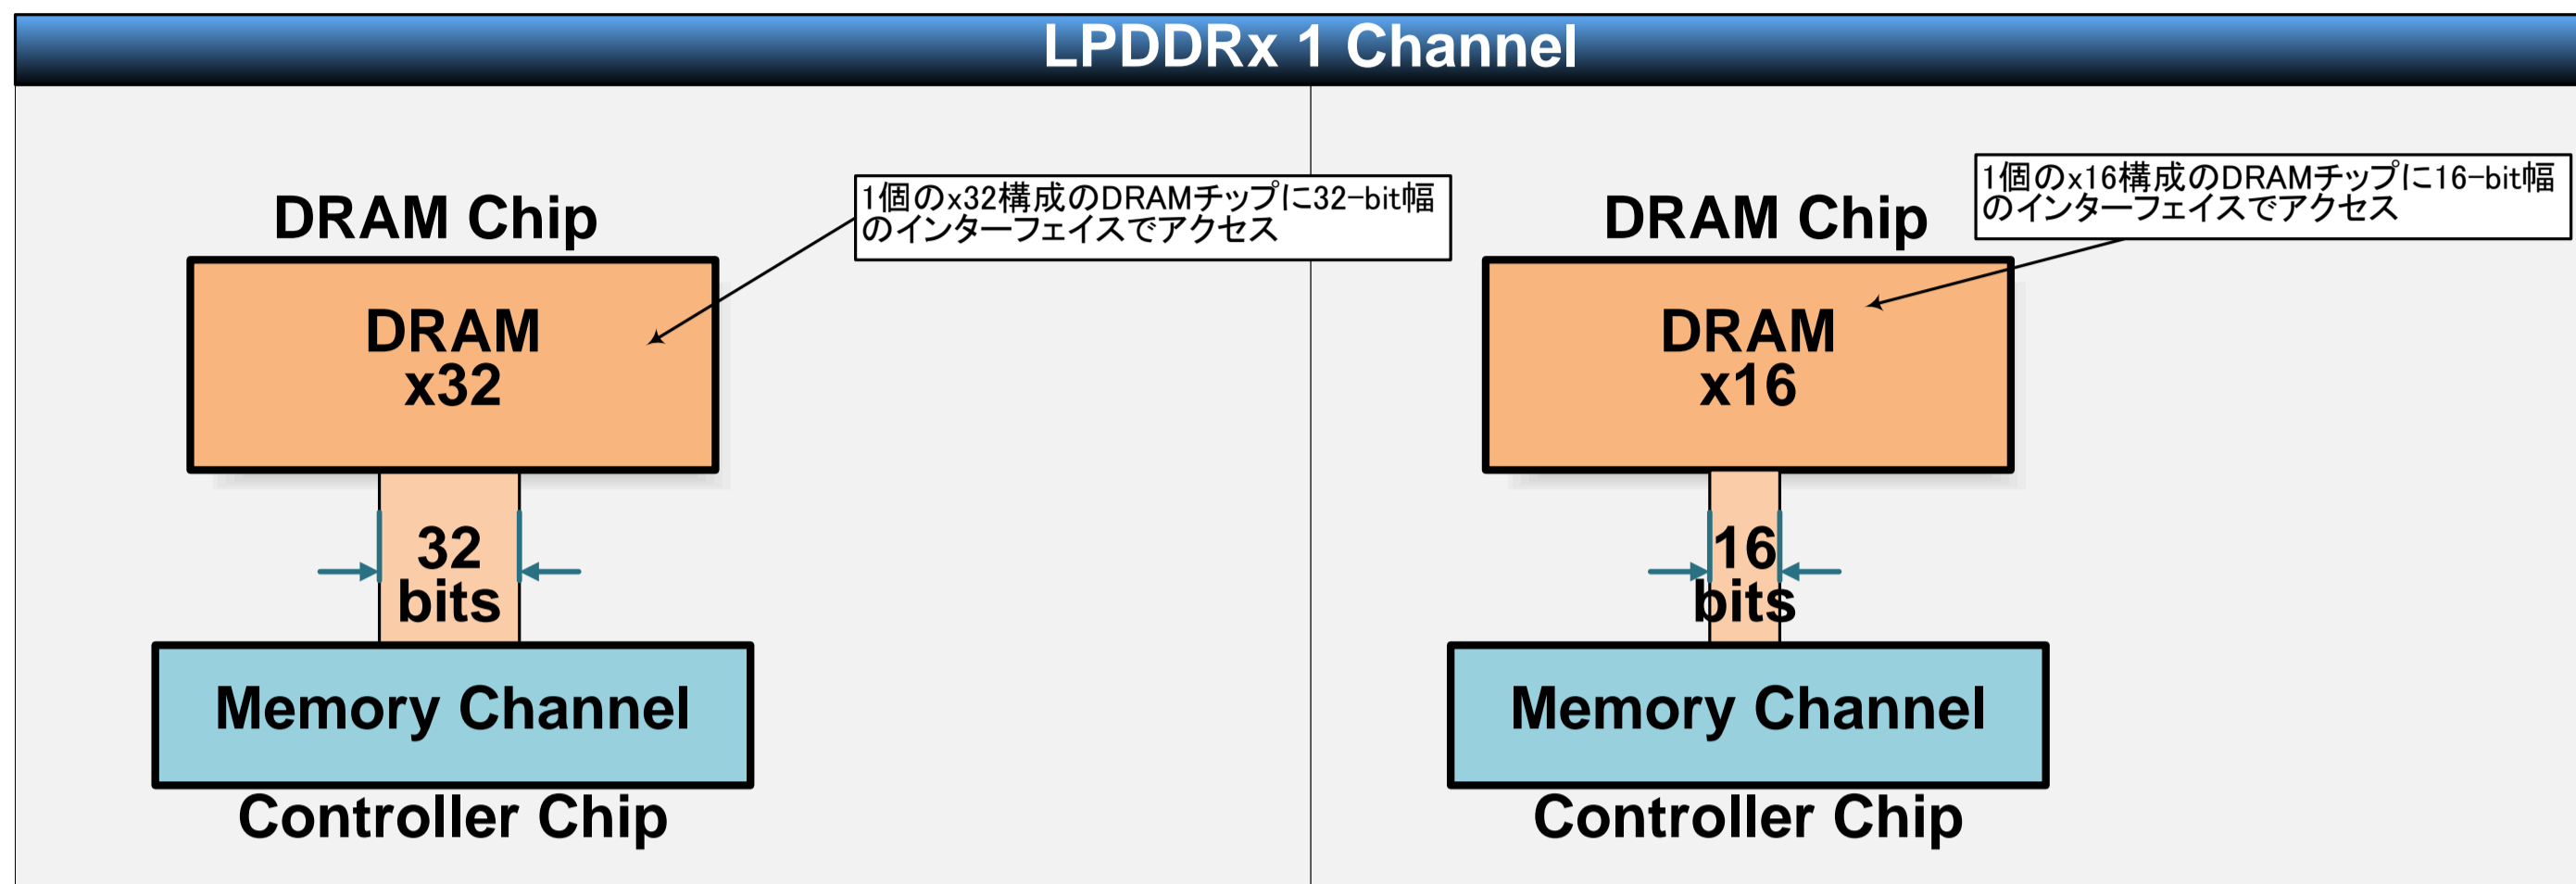 LPDDRx 1 Channel
DRAM Chip
1個のx32構成のDRAMチップに32-bit幅
のインターフェイスでアクセス
DRAM
x32
32
bits
Memory Channel
Controller Chip
DRAM Chip
1個のx16構成のDRAMチップに16-bit幅
のインターフェイスでアクセス
DRAM
x16
16
bits
Memory Channel
Controller Chip